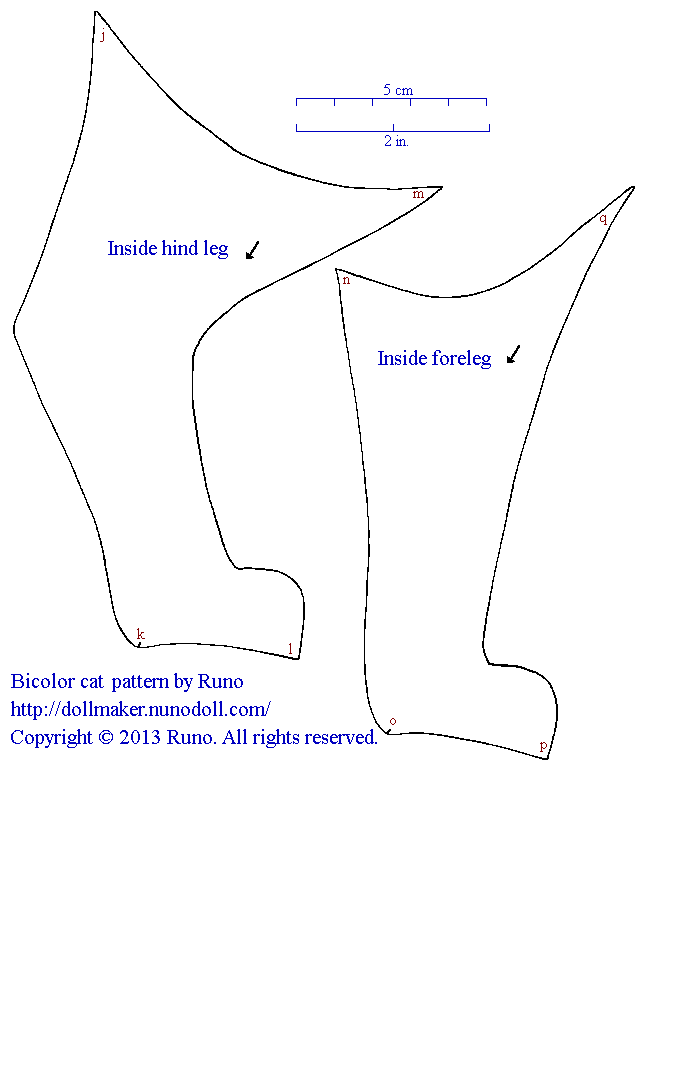 j
5 cm
2 in.
m
q
Inside hind leg
n
Inside foreleg
k
l
Bicolor cat pattern by Runo
http://dollmaker.nunodoll.com/
Copyright © 2013 Runo. All rights reserved.
o
p